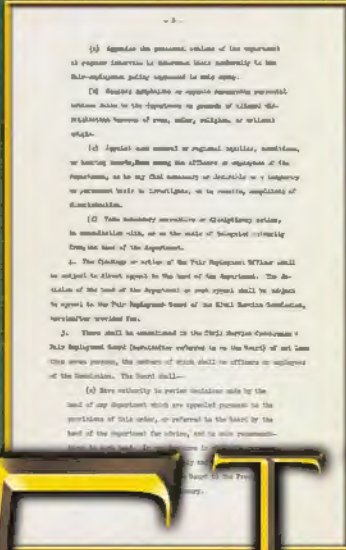 - 2 -
(a) Appraise the personnel actions of the department
at regular intervals to determine their conformity to the
fair-employment policy expressed in this order.
(b) Receive complaints or appeals concerning personnel
actions taken in the department on grounds of alleged dis-
crimination because of race, color, religion, or national
origin.
(c) Appoint such central or regional deputies, committees,
or hearing boards, from among the officers or employees of the
department, as he may find necessary or desirable on a temporary
or permanent basis to investigate, or to receive, complaints of
discrimination.
(d) Take necessary corrective or disciplinary action,
in consultation with, or on the basis of delegated authority
from, the head of the department.
4. The findings or action of the Fair Employment Officer shall
be subject to direct appeal to the head of the department. The de-
cision of the head of the department on such appeal shall be subject
to appeal to the Fair Employment Board of the Civil Service Commission,
hereinafter provided for.
5. There shall be established in the Civil Service Commission a
Fair Employment Board (hereinafter referred to as the Board) of not less
than seven persons, the members of which shall be officers or employees
of the Commission. The Board shall--
(a) Have authority to review decisions made by the
head of any department which are appealed pursuant to the
provisions of this order, or referred to the Board by the
head of the department for advice, and to make recommend-
Board to the Pres
T